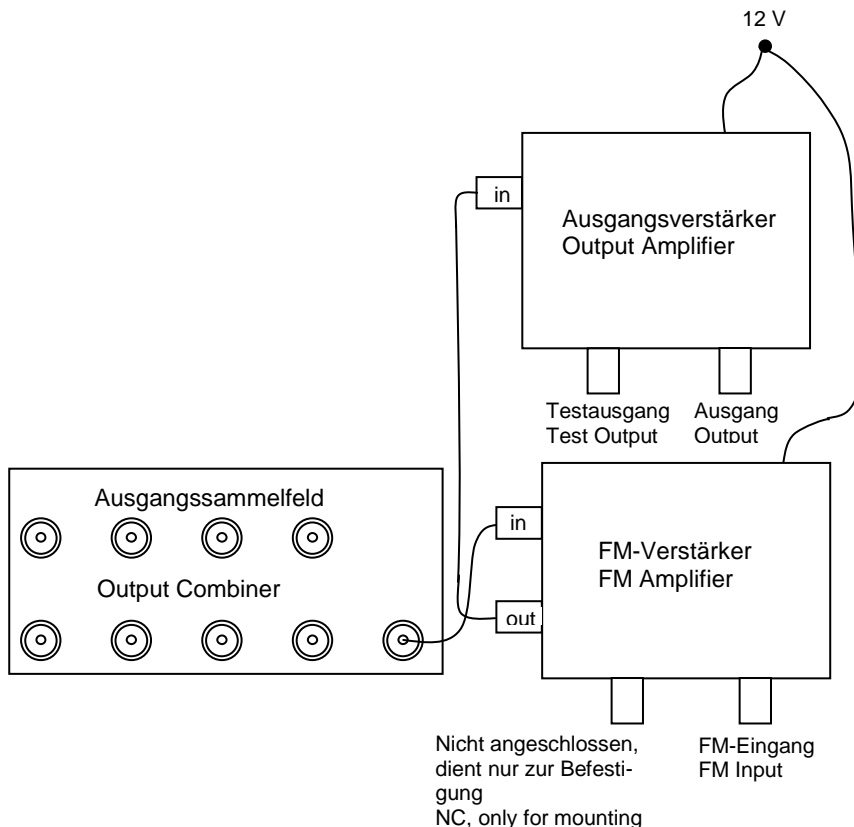 12 V
in
Ausgangsverstärker
Output Amplifier
Testausgang
Test Output
Ausgang
Output
Ausgangssammelfeld
Output Combiner
in
FM-Verstärker
FM Amplifier
out
Nicht angeschlossen,
dient nur zur Befesti-
gung
NC, only for mounting
FM-Eingang
FM Input